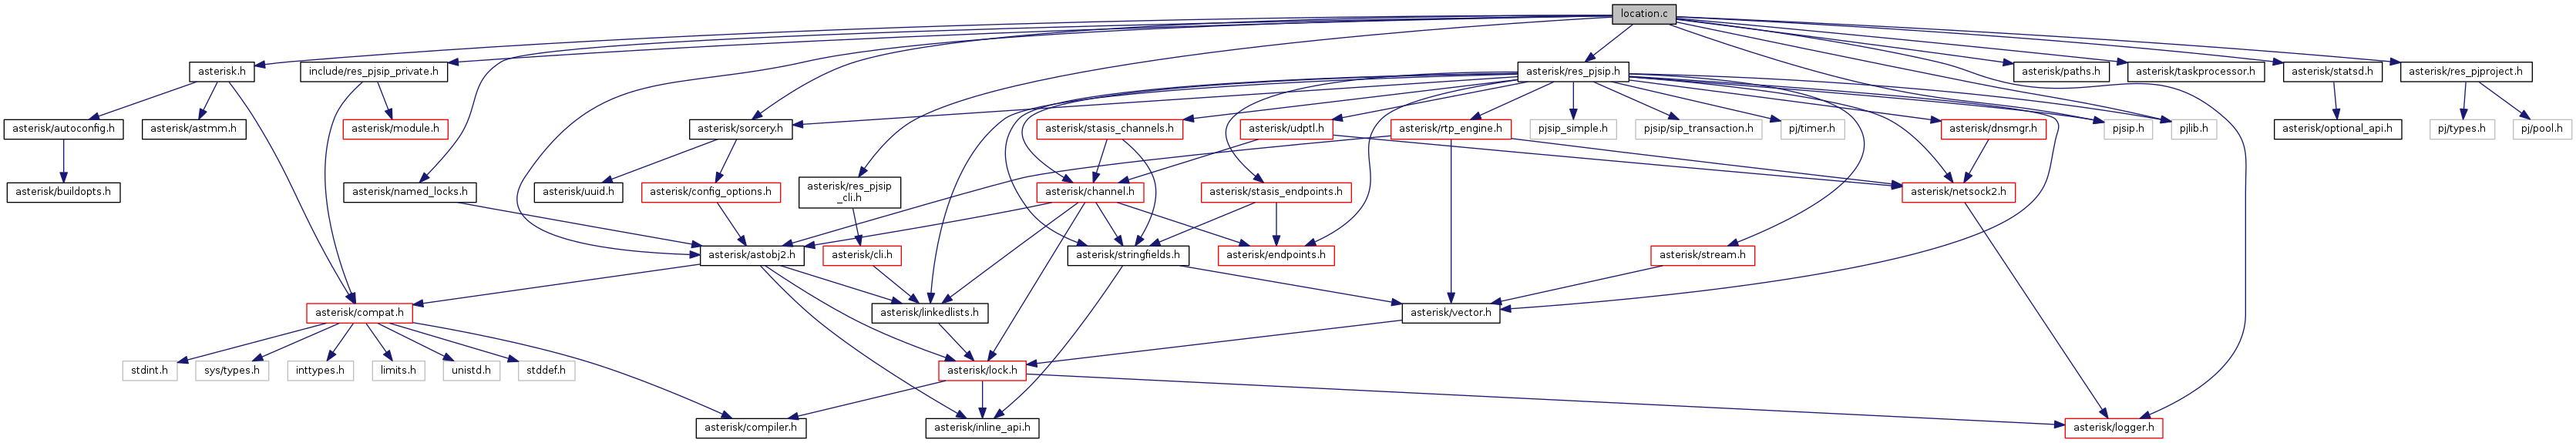 location.c
asterisk.h
include/res_pjsip_private.h
asterisk/res_pjsip.h
asterisk/paths.h
asterisk/taskprocessor.h
asterisk/statsd.h
asterisk/res_pjproject.h
asterisk/autoconfig.h
asterisk/astmm.h
asterisk/module.h
asterisk/sorcery.h
asterisk/stasis_channels.h
asterisk/udptl.h
asterisk/rtp_engine.h
pjsip_simple.h
pjsip/sip_transaction.h
pj/timer.h
asterisk/dnsmgr.h
pjsip.h
pjlib.h
asterisk/optional_api.h
pj/types.h
pj/pool.h
asterisk/buildopts.h
asterisk/named_locks.h
asterisk/uuid.h
asterisk/config_options.h
asterisk/res_pjsip
_cli.h
asterisk/channel.h
asterisk/stasis_endpoints.h
asterisk/netsock2.h
asterisk/astobj2.h
asterisk/cli.h
asterisk/stringfields.h
asterisk/endpoints.h
asterisk/stream.h
asterisk/compat.h
asterisk/linkedlists.h
asterisk/vector.h
stdint.h
sys/types.h
inttypes.h
limits.h
unistd.h
stddef.h
asterisk/lock.h
asterisk/compiler.h
asterisk/inline_api.h
asterisk/logger.h